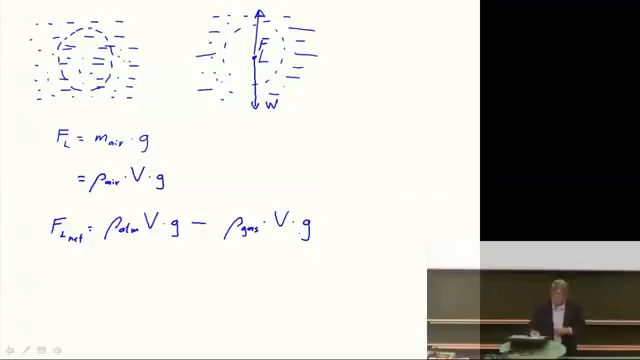 F
L
W
F_L = m_air · g
= ρ_air · V · g
F_L net = ρ_atm V · g − ρ_gas · V · g